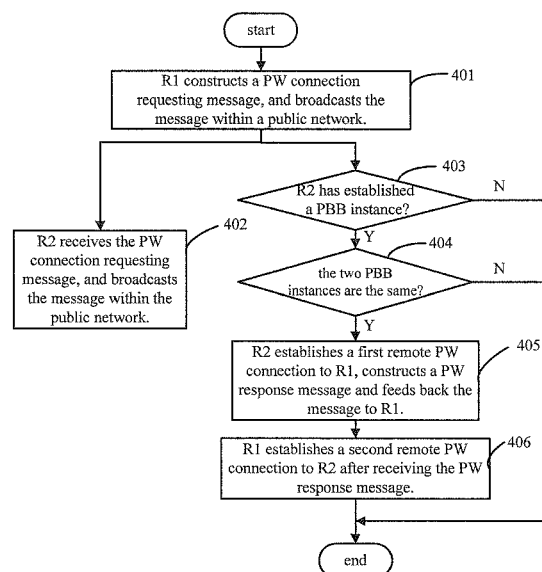 start
R1 constructs a PW connection
requesting message, and broadcasts the
message within a public network.
401
403
R2 has established
a PBB instance?
N
Y
R2 receives the PW
connection requesting
message, and broadcasts
the message within the
public network.
402
404
the two PBB
instances are the same?
N
Y
R2 establishes a first remote PW
connection to R1, constructs a PW
response message and feeds back the
message to R1.
405
R1 establishes a second remote PW
connection to R2 after receiving the PW
response message.
406
end